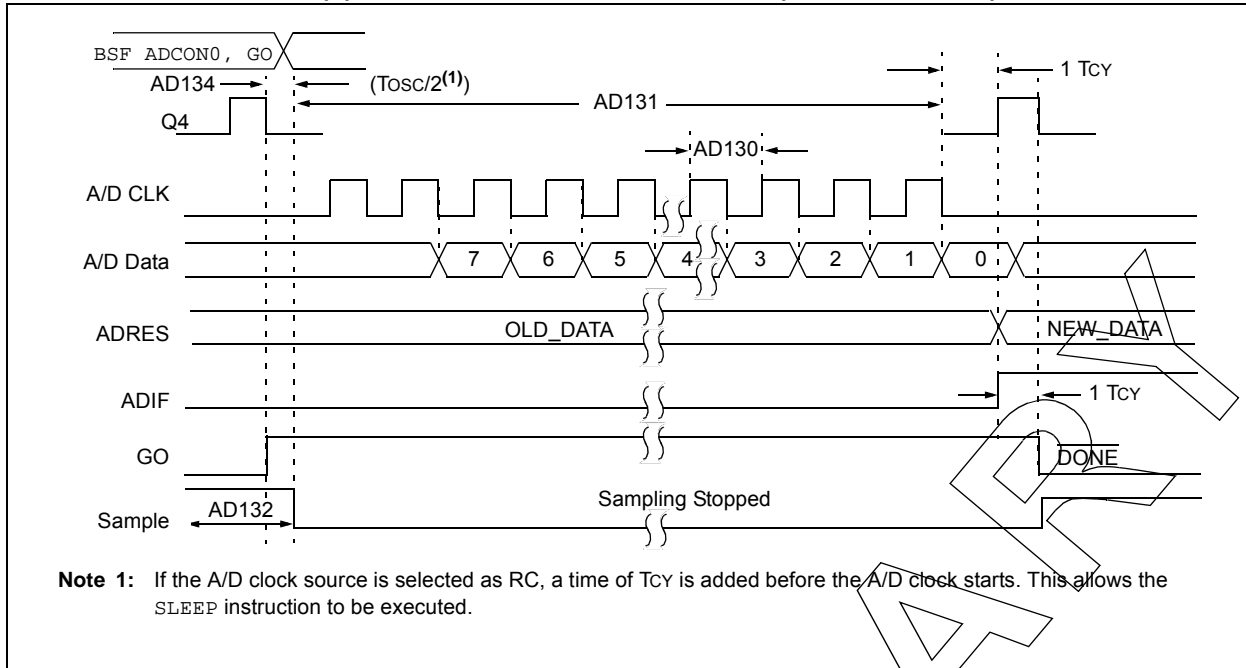 BSF ADCON0, GO
AD134
(TOSC/2(1))
1 TCY
AD131
Q4
AD130
A/D CLK
A/D Data
7 6 5 4 3 2 1 0
ADRES
OLD_DATA
NEW_DATA
ADIF
1 TCY
GO
DONE
AD132
Sampling Stopped
Sample
Note 1: If the A/D clock source is selected as RC, a time of TCY is added before the A/D clock starts. This allows the
SLEEP instruction to be executed.